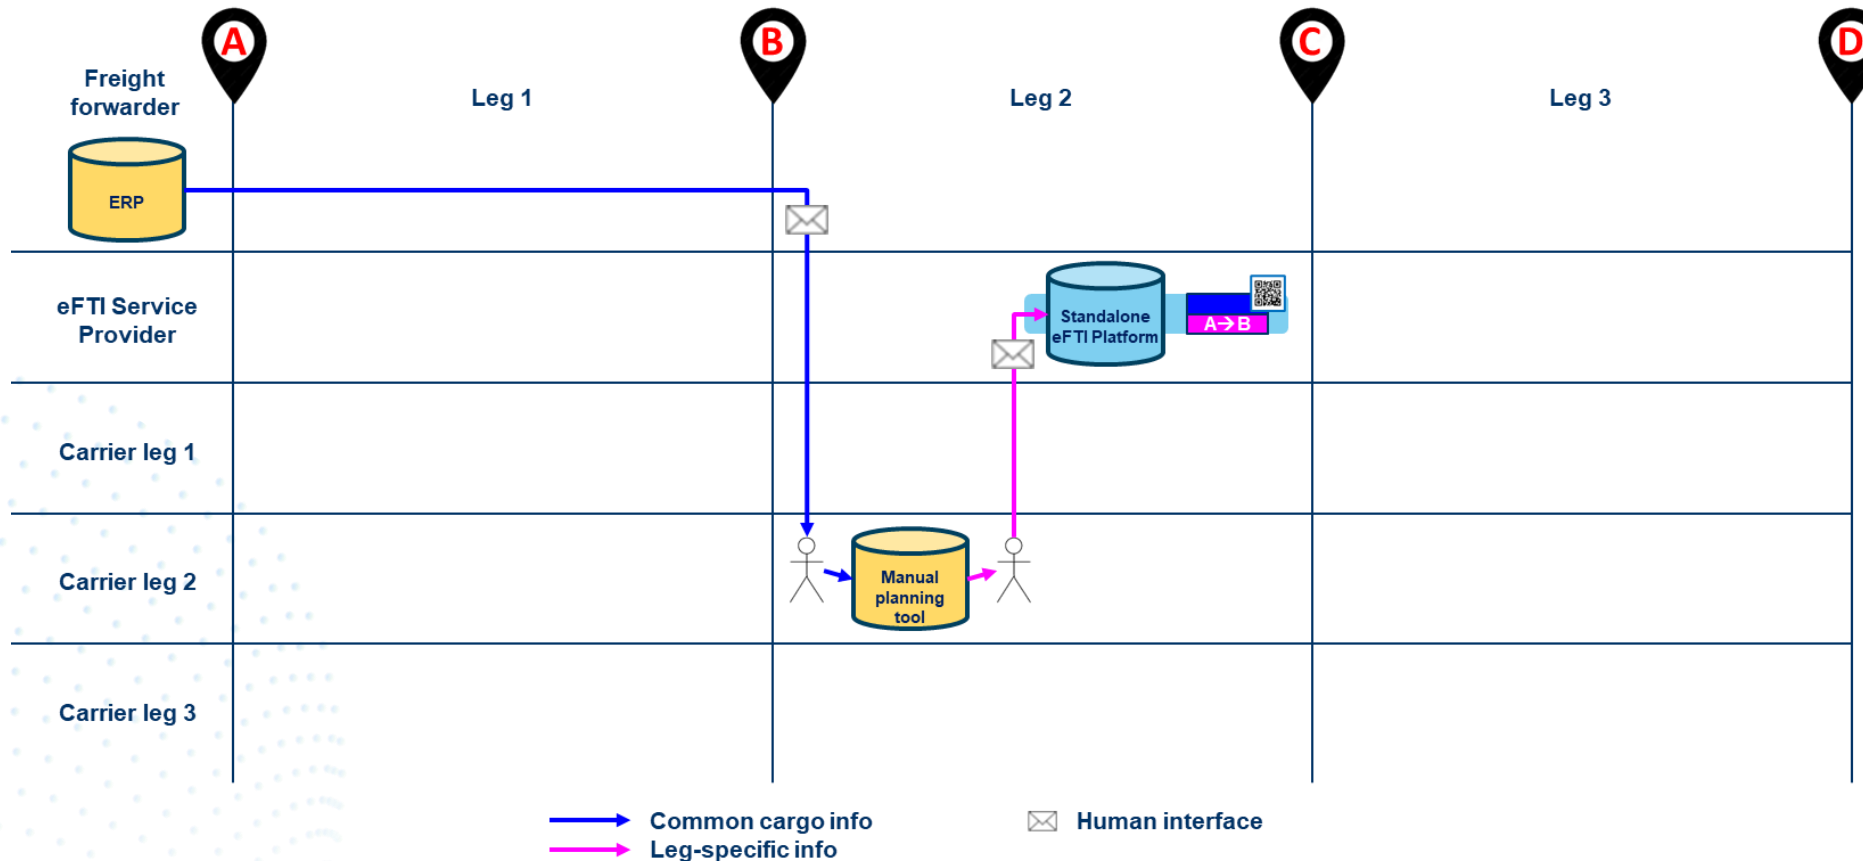 A
B
C
D
Freight
forwarder
Leg 1
Leg 2
Leg 3
ERP
eFTI Service
Provider
Standalone
eFTI Platform
A→B
Carrier leg 1
Carrier leg 2
Manual
planning
tool
Carrier leg 3
Common cargo info
Human interface
Leg-specific info